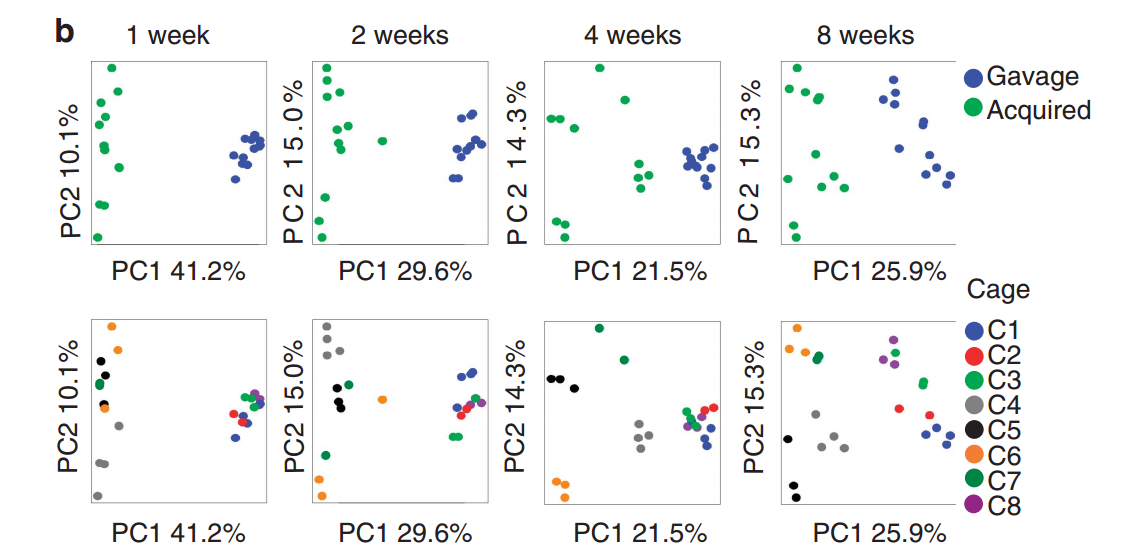 b
1 week
2 weeks
4 weeks
8 weeks
PC2 10.1%
PC2 15.0%
PC2 14.3%
PC2 15.3%
Gavage
Acquired
PC1 41.2%
PC1 29.6%
PC1 21.5%
PC1 25.9%
Cage
PC2 10.1%
PC2 15.0%
PC2 14.3%
PC2 15.3%
C1
C2
C3
C4
C5
C6
C7
C8
PC1 41.2%
PC1 29.6%
PC1 21.5%
PC1 25.9%